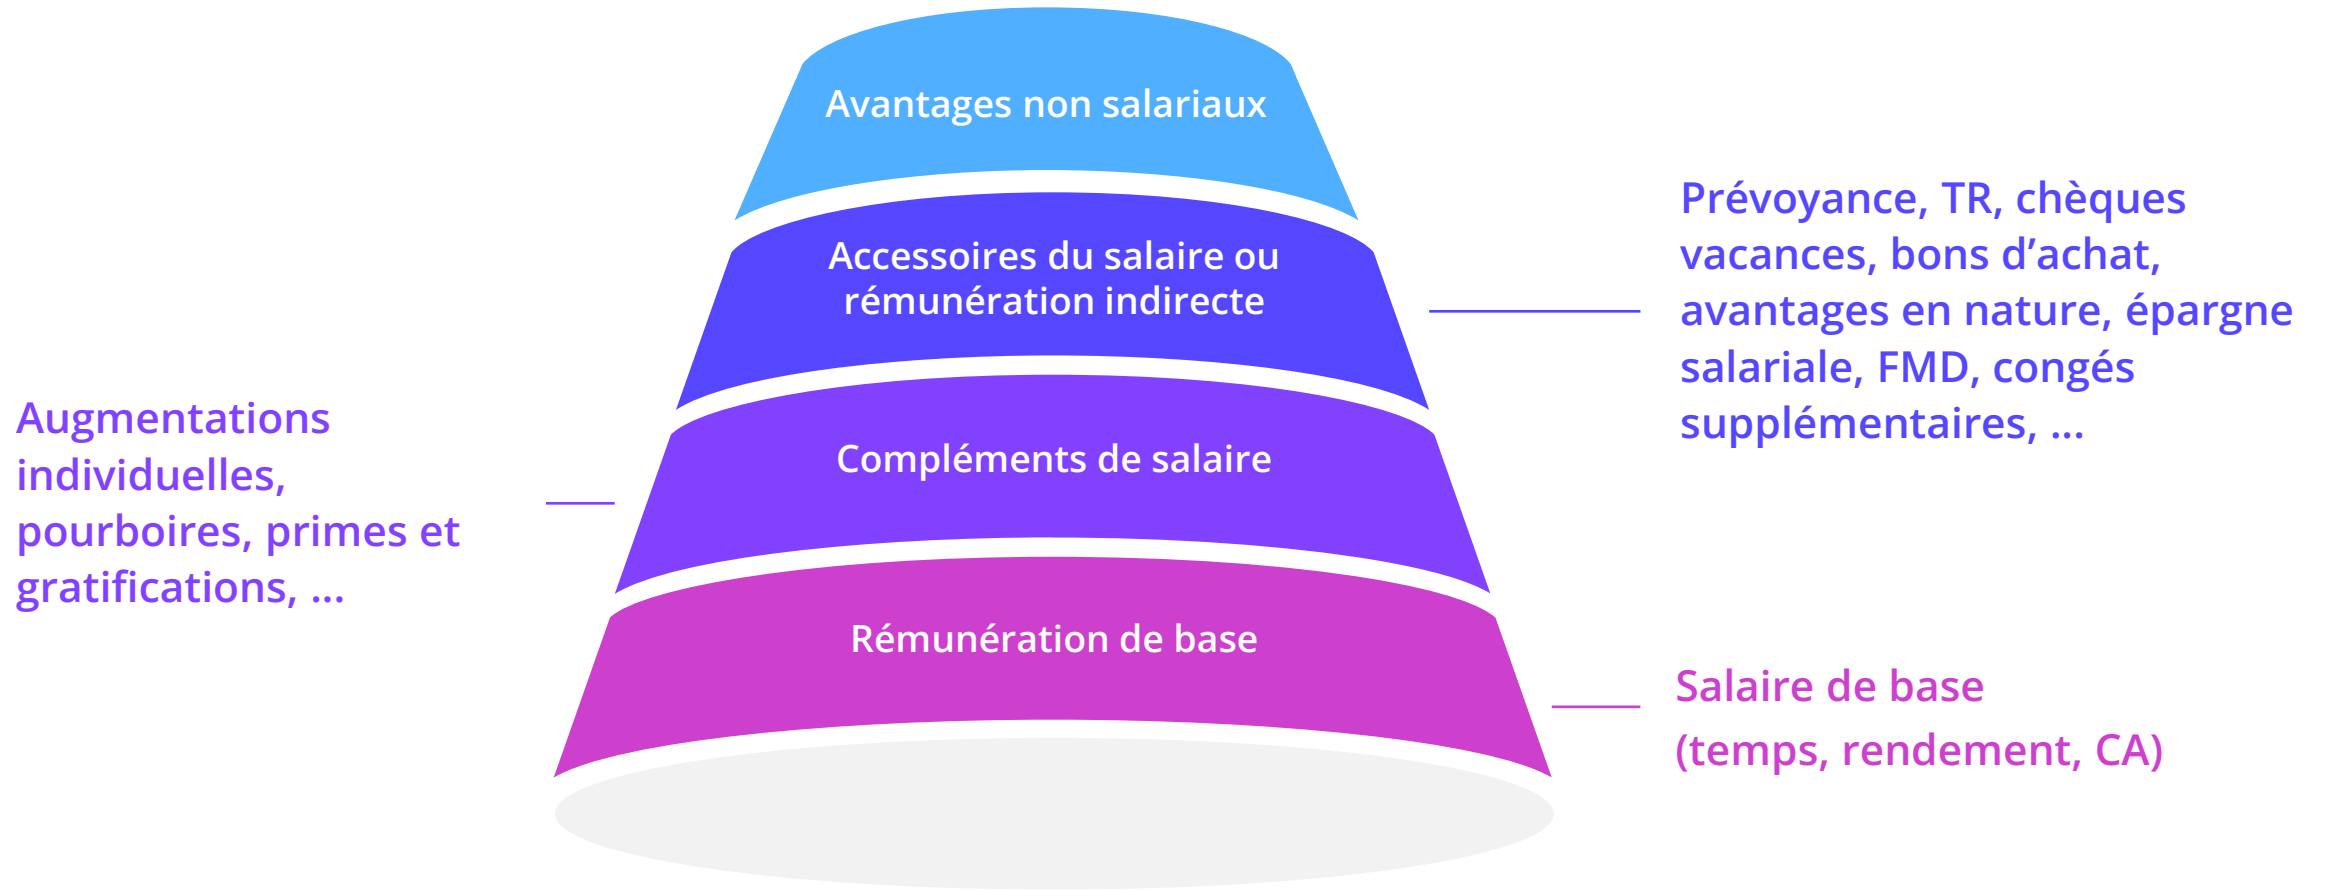 Avantages non salariaux
Accessoires du salaire ou
rémunération indirecte
Prévoyance, TR, chèques
vacances, bons d’achat,
avantages en nature, épargne
salariale, FMD, congés
supplémentaires, ...
Augmentations
individuelles,
pourboires, primes et
gratifications, ...
Compléments de salaire
Rémunération de base
Salaire de base
(temps, rendement, CA)